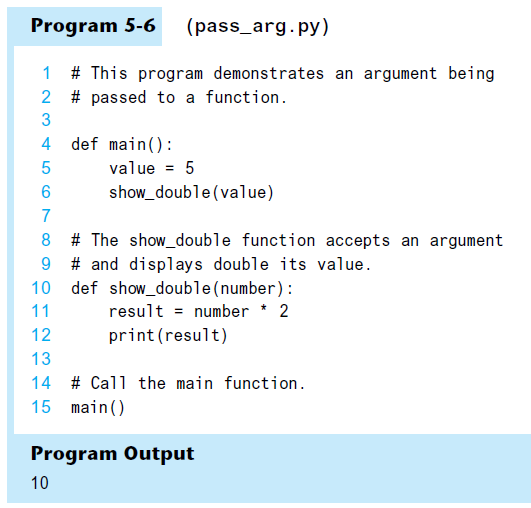 Program 5-6 (pass_arg.py)
1 # This program demonstrates an argument being
2 # passed to a function.
3
4 def main():
5     value = 5
6     show_double(value)
7
8 # The show_double function accepts an argument
9 # and displays double its value.
10 def show_double(number):
11     result = number * 2
12     print(result)
13
14 # Call the main function.
15 main()
Program Output
10